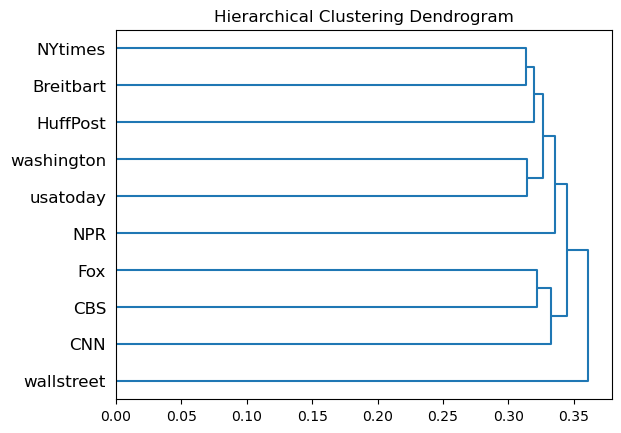 Hierarchical Clustering Dendrogram
NYtimes
Breitbart
HuffPost
washington
usatoday
NPR
Fox
CBS
CNN
wallstreet
0.00 0.05 0.10 0.15 0.20 0.25 0.30 0.35